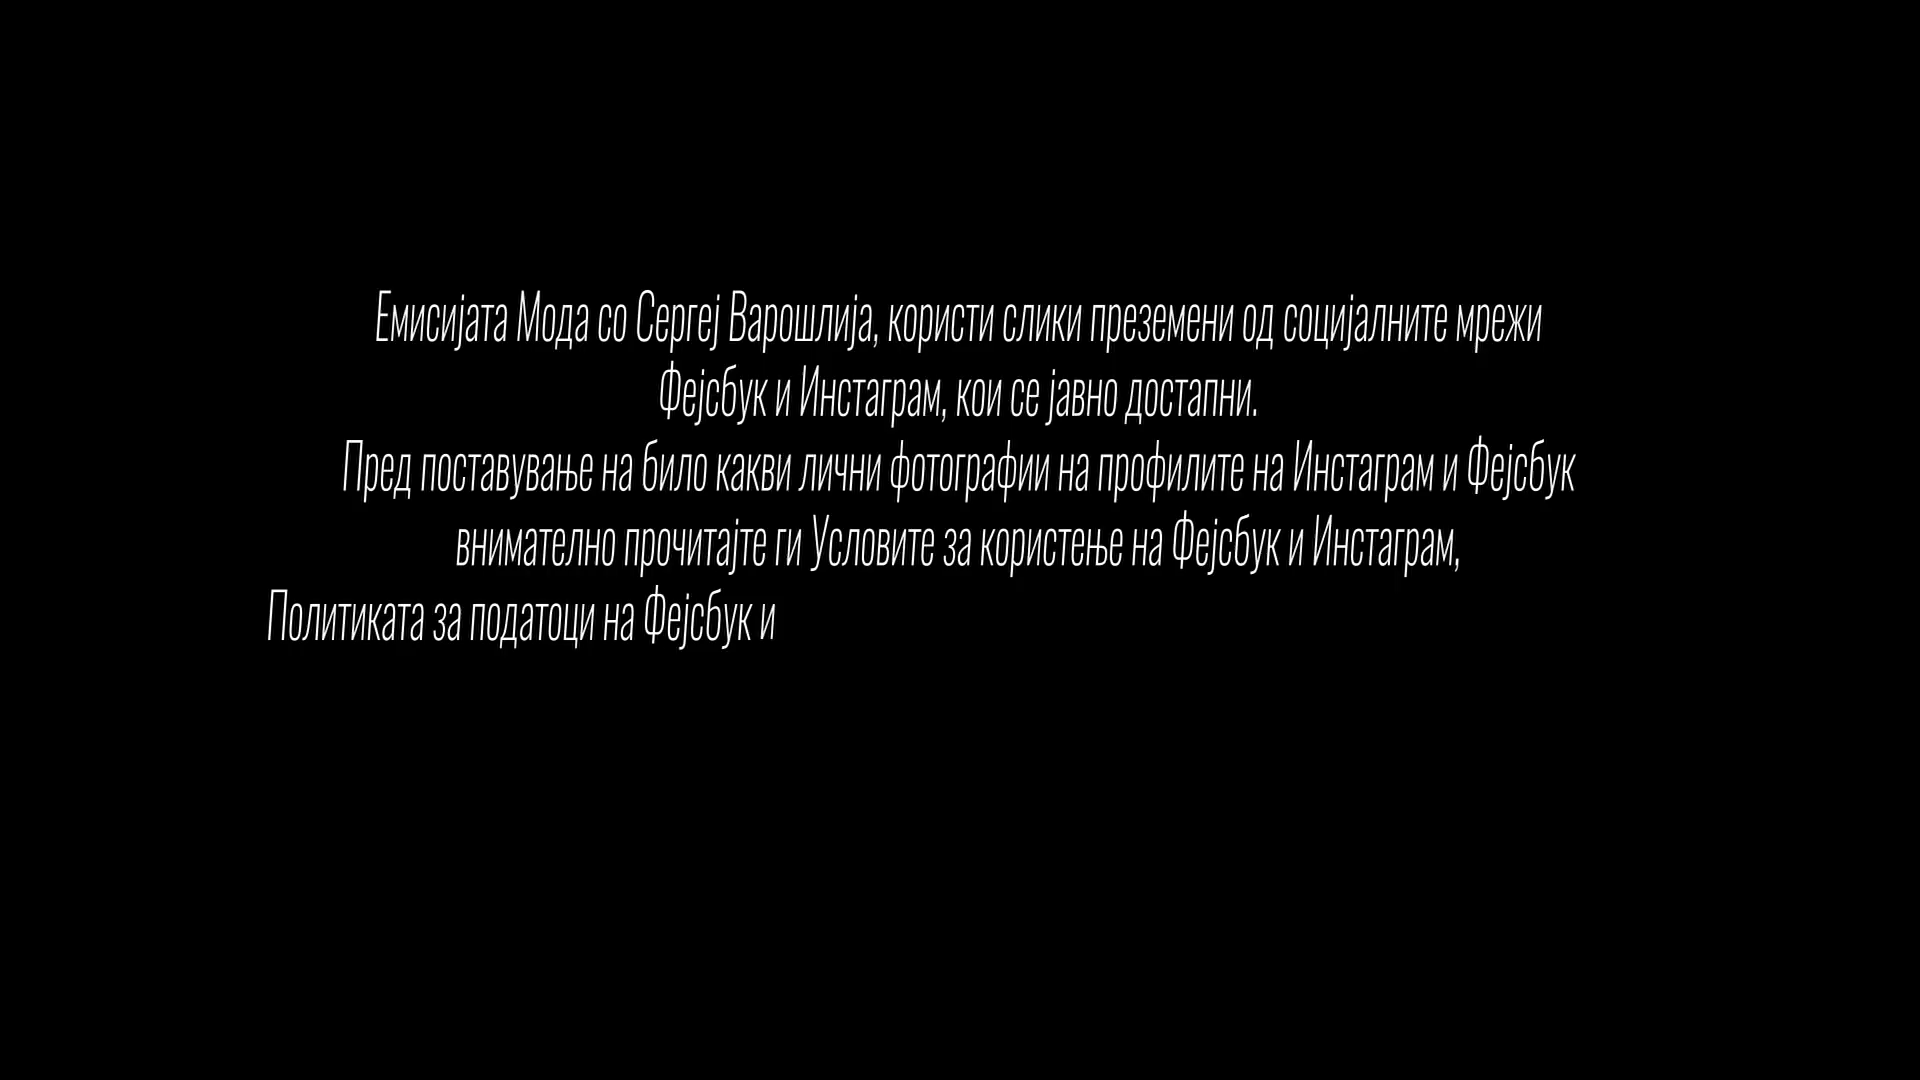 Емисијата Мода со Сергеј Варошлија, користи слики преземени од социјалните мрежи
Фејсбук и Инстаграм, кои се јавно достапни.
Пред поставување на било какви лични фотографии на профилите на Инстаграм и Фејсбук
внимателно прочитајте ги Условите за користење на Фејсбук и Инстаграм,
Политиката за податоци на Фејсбук и